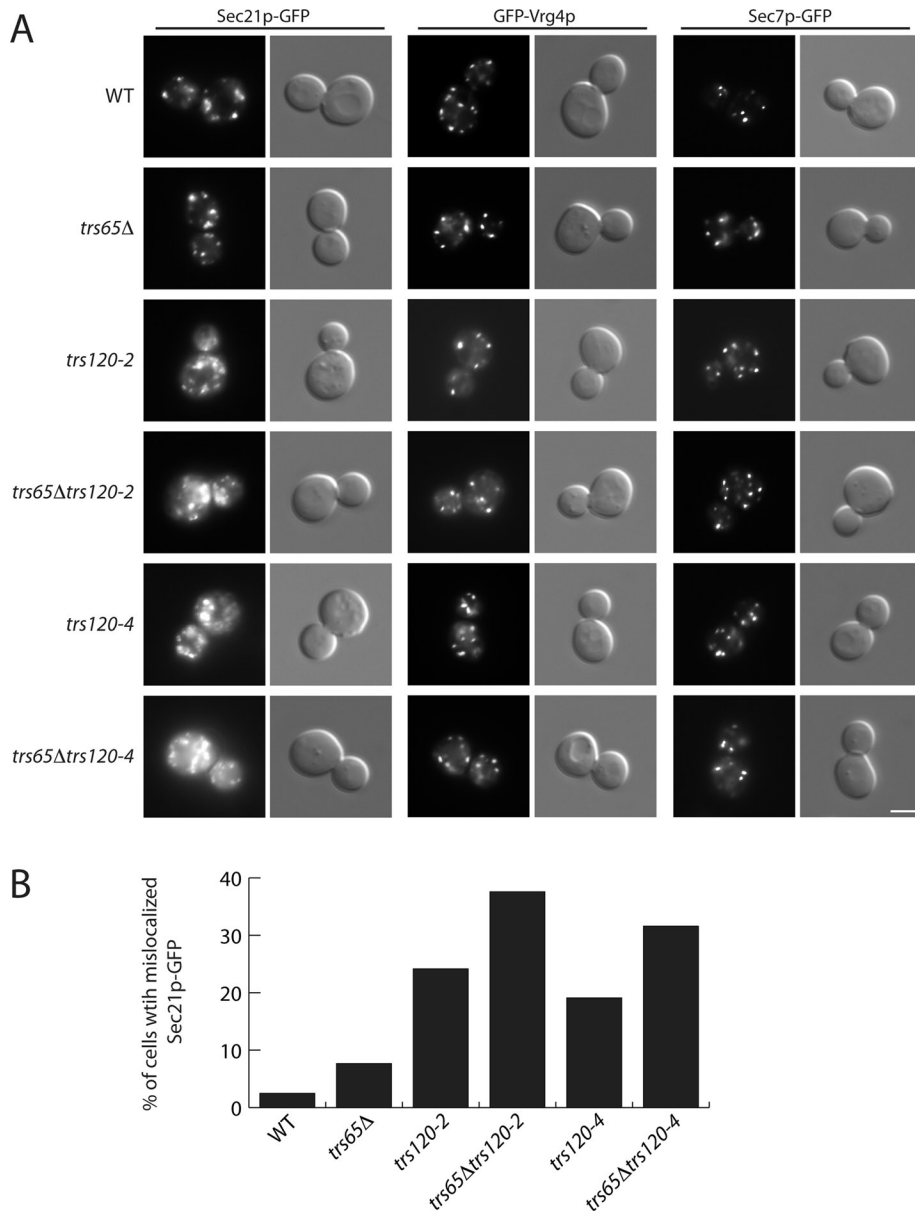 A
Sec21p-GFP GFP-Vrg4p Sec7p-GFP
WT
trs65Δ
trs120-2
trs65Δtrs120-2
trs120-4
trs65Δtrs120-4
B
% of cells wtih mislocalized
Sec21p-GFP
40
30
20
10
0
WT trs65Δ trs120-2 trs65Δtrs120-2 trs120-4 trs65Δtrs120-4